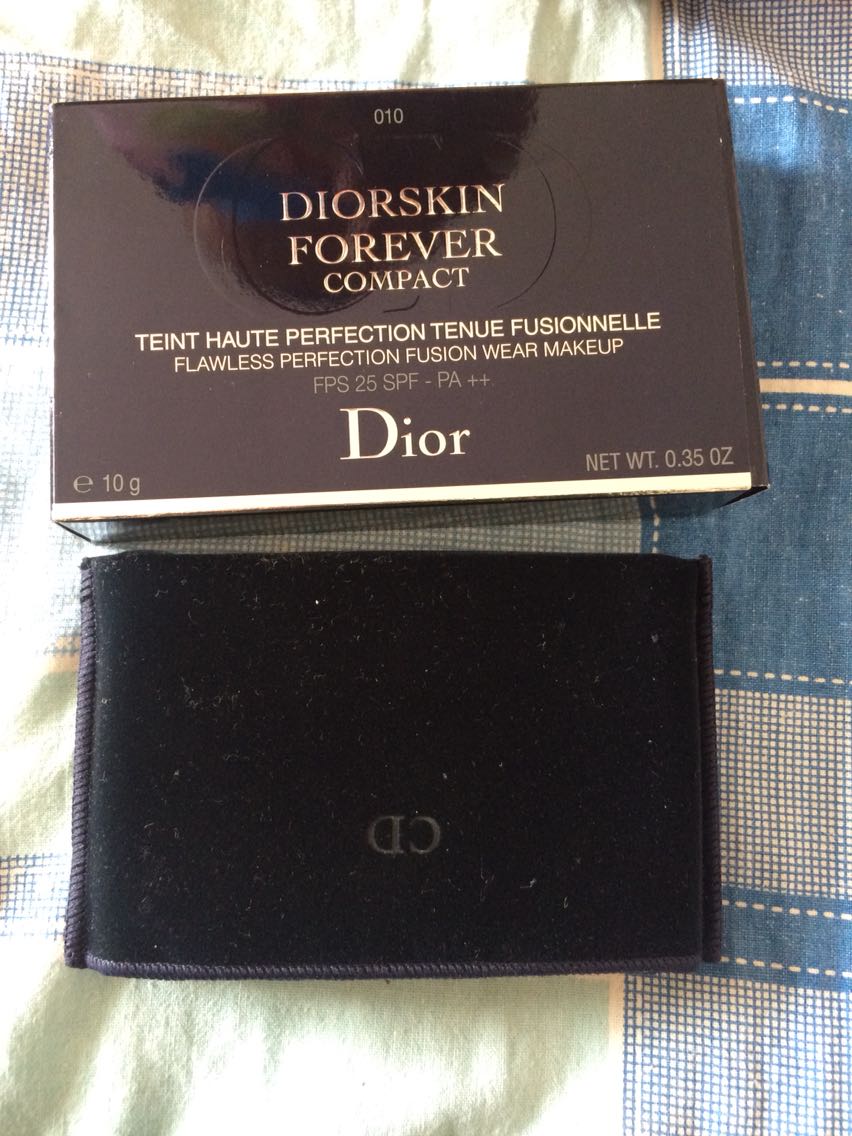 010
DIORSKIN
FOREVER
COMPACT
TEINT HAUTE PERFECTION TENUE FUSIONNELLE
FLAWLESS PERFECTION FUSION WEAR MAKEUP
FPS 25 SPF - PA ++
Dior
℮ 10 g
NET WT. 0.35 OZ
CD